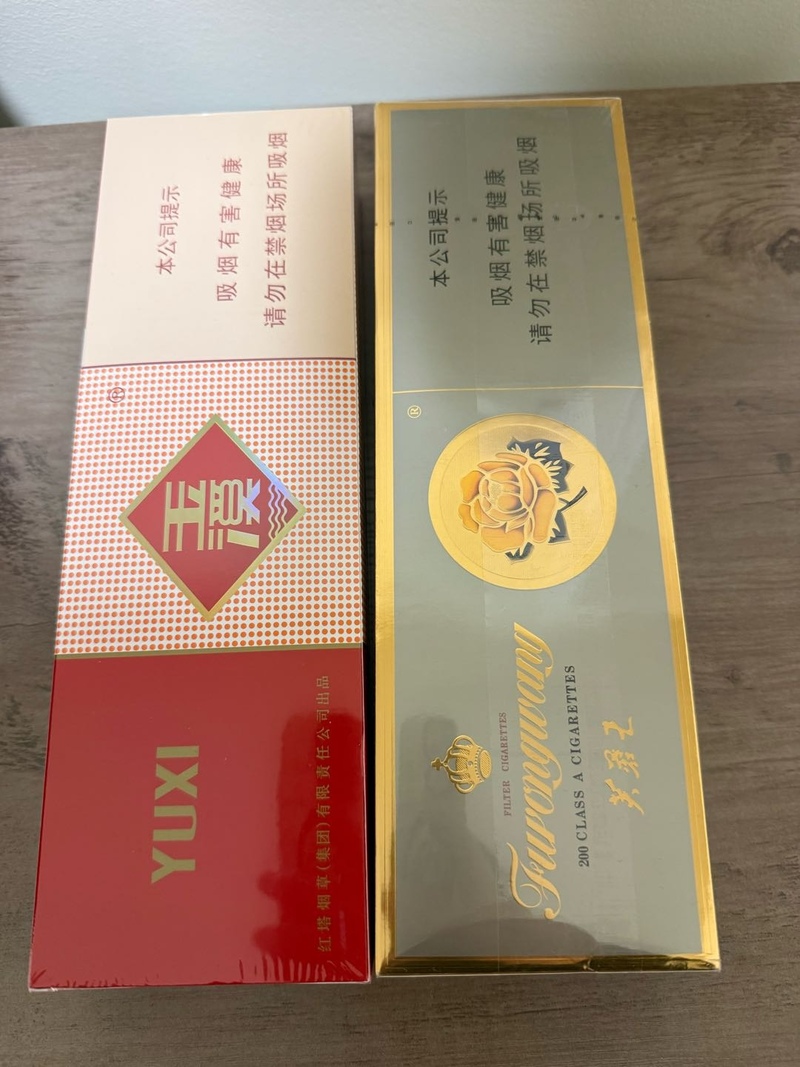 本公司提示
吸烟有害健康
请勿在禁烟场所吸烟
®
玉溪
YUXI
红塔烟草(集团)有限责任公司出品
本公司提示
吸烟有害健康
请勿在禁烟场所吸烟
®
FILTER CIGARETTES
Furongwang
200 CLASS A CIGARETTES
芙蓉王